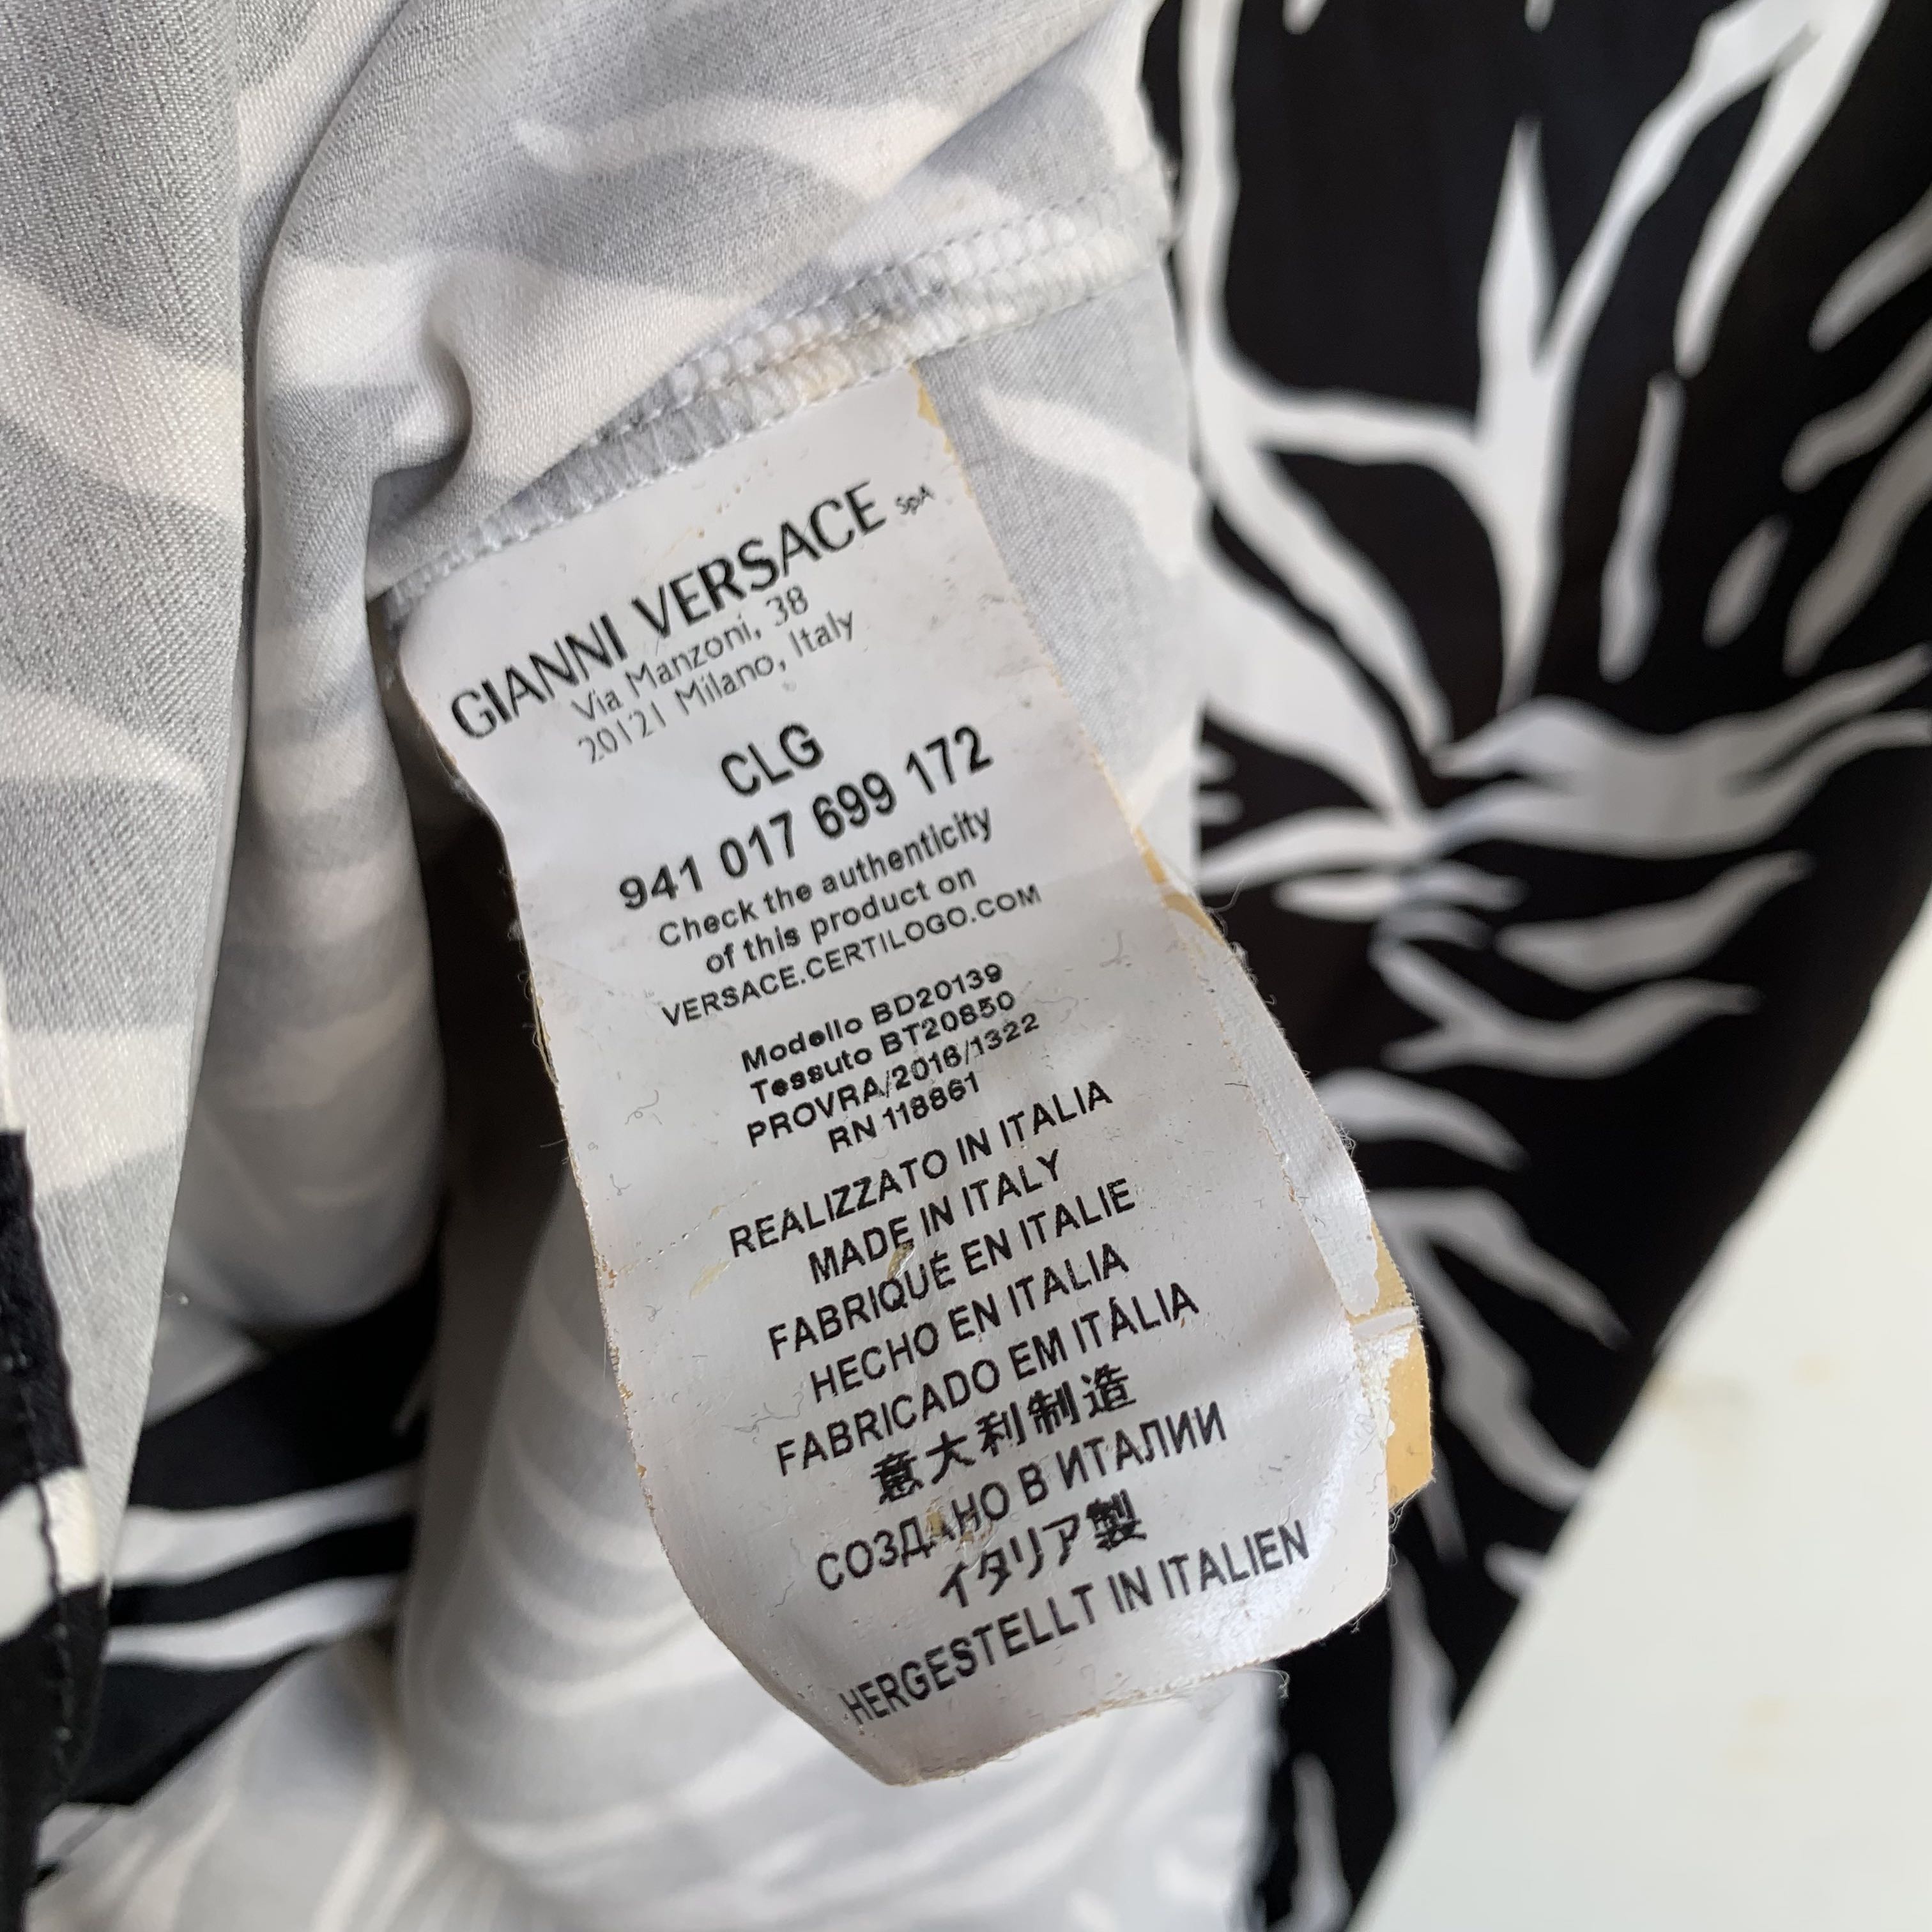 GIANNI VERSACE SpA
Via Manzoni, 38
20121 Milano, Italy
CLG
941 017 699 172
Check the authenticity
of this product on
VERSACE.CERTILOGO.COM
Modello BD20139
Tessuto BT20850
PROVRA/2016/1322
RN 118861
REALIZZATO IN ITALIA
MADE IN ITALY
FABRIQUÉ EN ITALIE
HECHO EN ITALIA
FABRICADO EM ITÁLIA
意大利制造
СОЗДАНО В ИТАЛИИ
イタリア製
HERGESTELLT IN ITALIEN